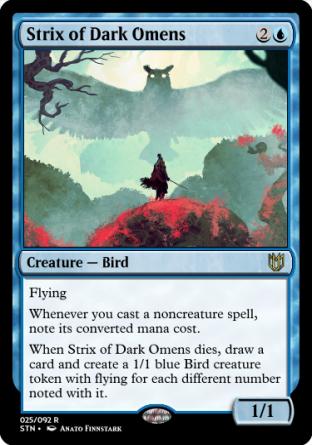 Strix of Dark Omens 2
Creature — Bird
Flying
Whenever you cast a noncreature spell,
note its converted mana cost.
When Strix of Dark Omens dies, draw a
card and create a 1/1 blue Bird creature
token with flying for each different number
noted with it.
1/1
025/092 R
STN • Anato Finnstark